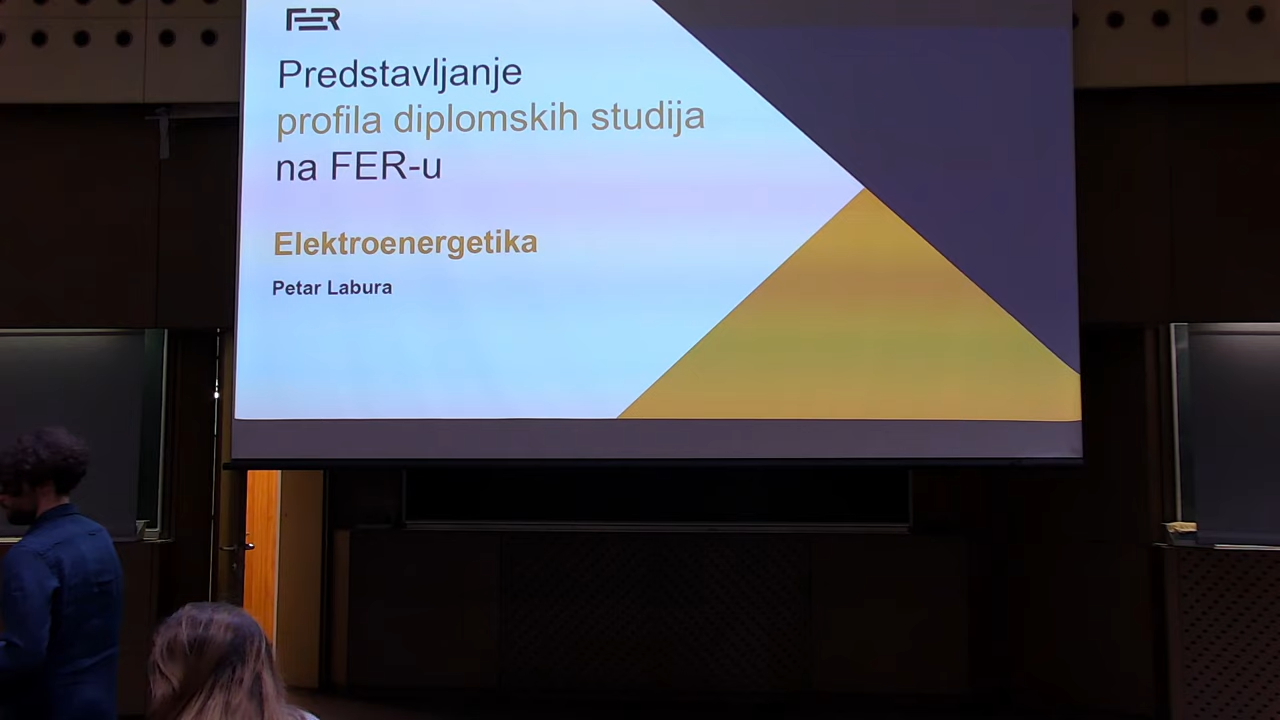 FER
Predstavljanje
profila diplomskih studija
na FER-u
Elektroenergetika
Petar Labura